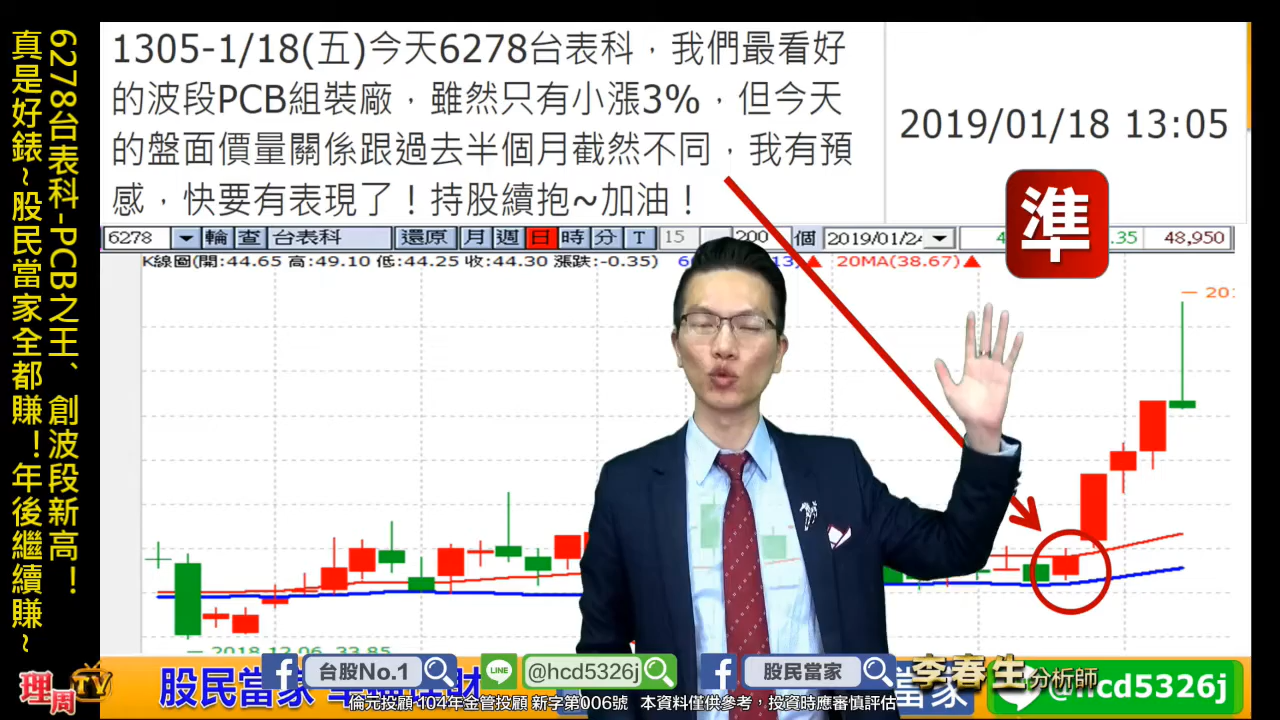 6278台表科-PCB之王、創波段新高！
真是好錶~股民當家全都賺！年後繼續賺~
1305-1/18(五)今天6278台表科，我們最看好
的波段PCB組裝廠，雖然只有小漲3%，但今天
的盤面價量關係跟過去半個月截然不同，我有預
感，快要有表現了！持股續抱~加油！
2019/01/18 13:05
準
6278 輪 查 台表科 還原 月 週 日 時 分 T 15 200 個 2019/01/24 4 .35 48,950
K線圖(開:44.65 高:49.10 低:44.25 收:44.30 漲跌:-0.35) 13) 20MA(38.67)
201
2018.12.06 33.85
理周TV
股民當家
台股No.1
@hcd5326j
股民當家
當家
李春生分析師
@hcd5326j
倫元投顧 104年金管投顧 新字第006號 本資料僅供參考，投資時應審慎評估